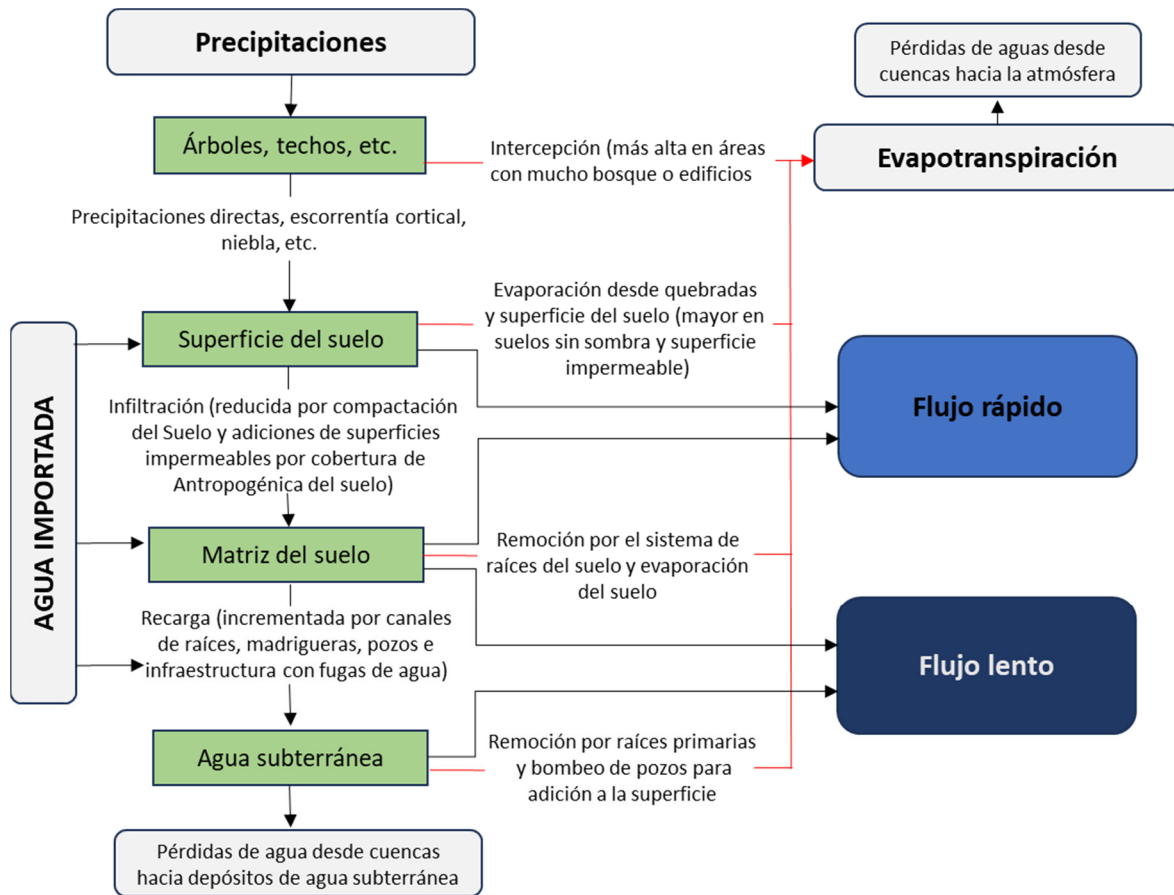 Precipitaciones
Pérdidas de aguas desde
cuencas hacia la atmósfera
Árboles, techos, etc.
Intercepción (más alta en áreas
con mucho bosque o edificios
Evapotranspiración
Precipitaciones directas, escorrentía cortical,
niebla, etc.
Evaporación desde quebradas
y superficie del suelo (mayor en
suelos sin sombra y superficie
impermeable)
Superficie del suelo
AGUA IMPORTADA
Infiltración (reducida por compactación
del Suelo y adiciones de superficies
impermeables por cobertura de
Antropogénica del suelo)
Flujo rápido
Matriz del suelo
Remoción por el sistema de
raíces del suelo y evaporación
del suelo
Recarga (incrementada por canales
de raíces, madrigueras, pozos e
infraestructura con fugas de agua)
Flujo lento
Agua subterránea
Remoción por raíces primarias
y bombeo de pozos para
adición a la superficie
Pérdidas de agua desde cuencas
hacia depósitos de agua subterránea